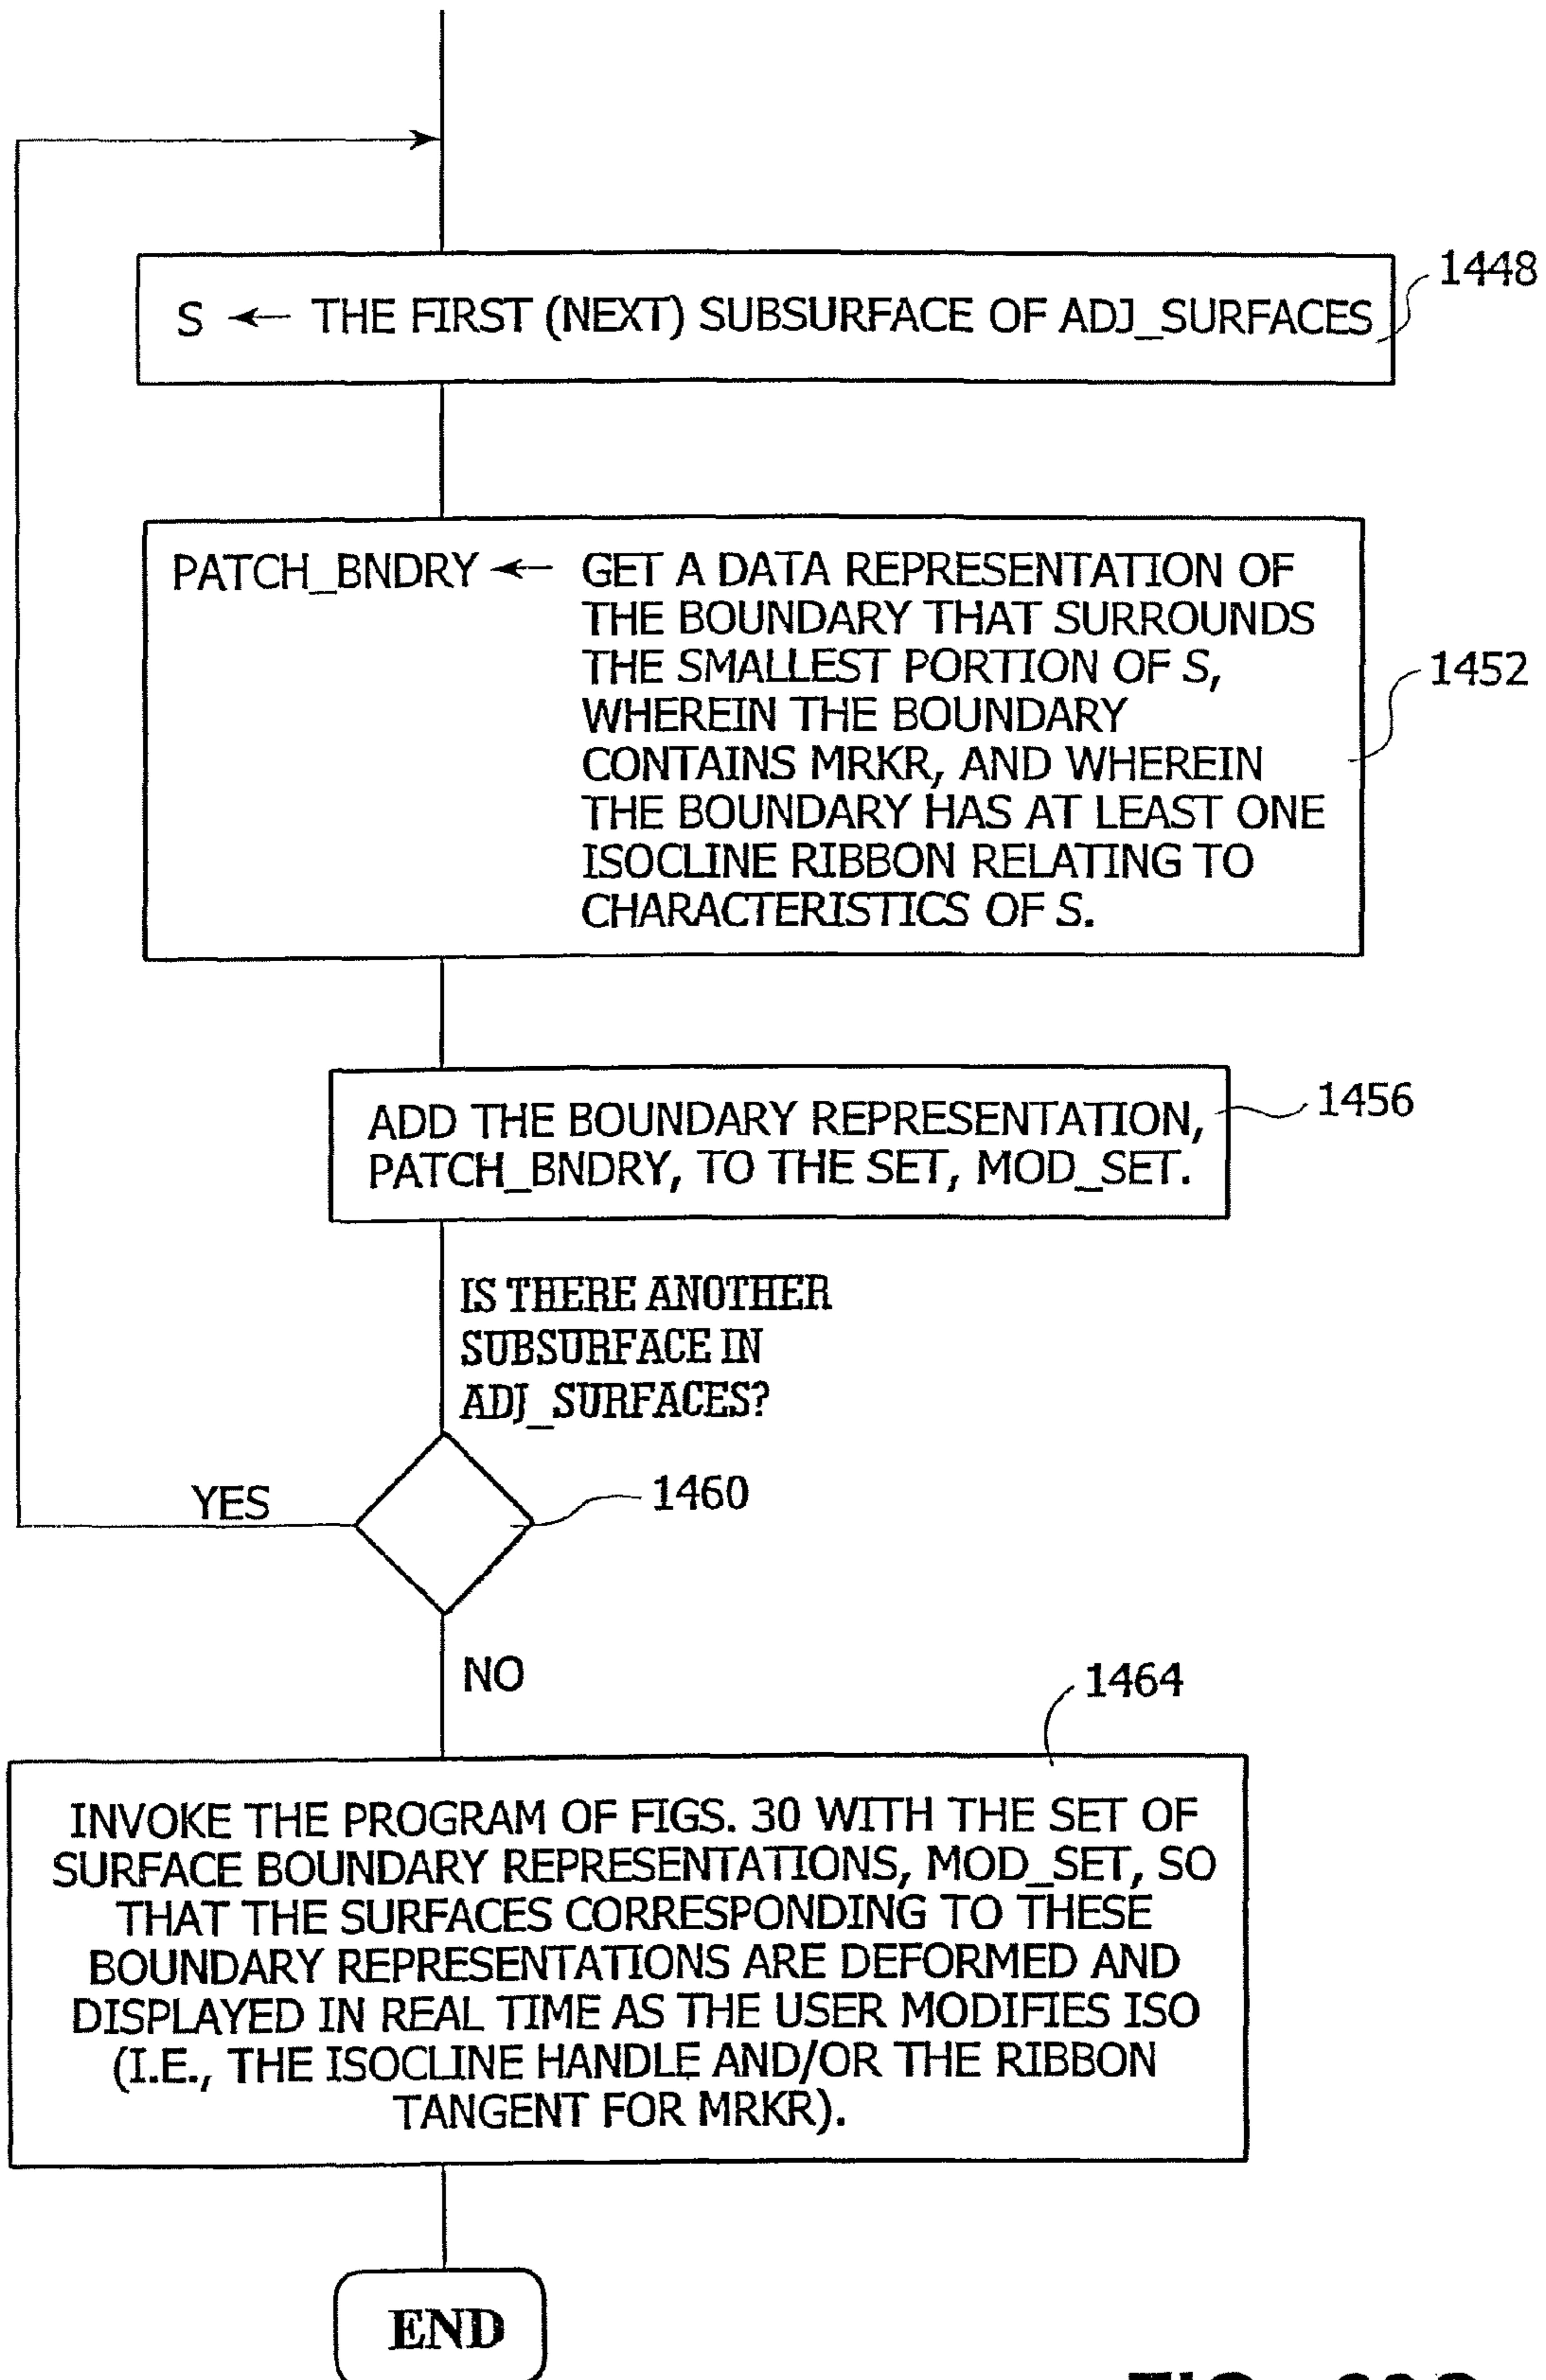 1448
S ← THE FIRST (NEXT) SUBSURFACE OF ADJ_SURFACES
PATCH_BNDRY ← GET A DATA REPRESENTATION OF
THE BOUNDARY THAT SURROUNDS
THE SMALLEST PORTION OF S,
WHEREIN THE BOUNDARY
CONTAINS MRKR, AND WHEREIN
THE BOUNDARY HAS AT LEAST ONE
ISOCLINE RIBBON RELATING TO
CHARACTERISTICS OF S.
1452
ADD THE BOUNDARY REPRESENTATION,
PATCH_BNDRY, TO THE SET, MOD_SET.
1456
IS THERE ANOTHER
SUBSURFACE IN
ADJ_SURFACES?
YES
1460
NO
1464
INVOKE THE PROGRAM OF FIGS. 30 WITH THE SET OF
SURFACE BOUNDARY REPRESENTATIONS, MOD_SET, SO
THAT THE SURFACES CORRESPONDING TO THESE
BOUNDARY REPRESENTATIONS ARE DEFORMED AND
DISPLAYED IN REAL TIME AS THE USER MODIFIES ISO
(I.E., THE ISOCLINE HANDLE AND/OR THE RIBBON
TANGENT FOR MRKR).
END